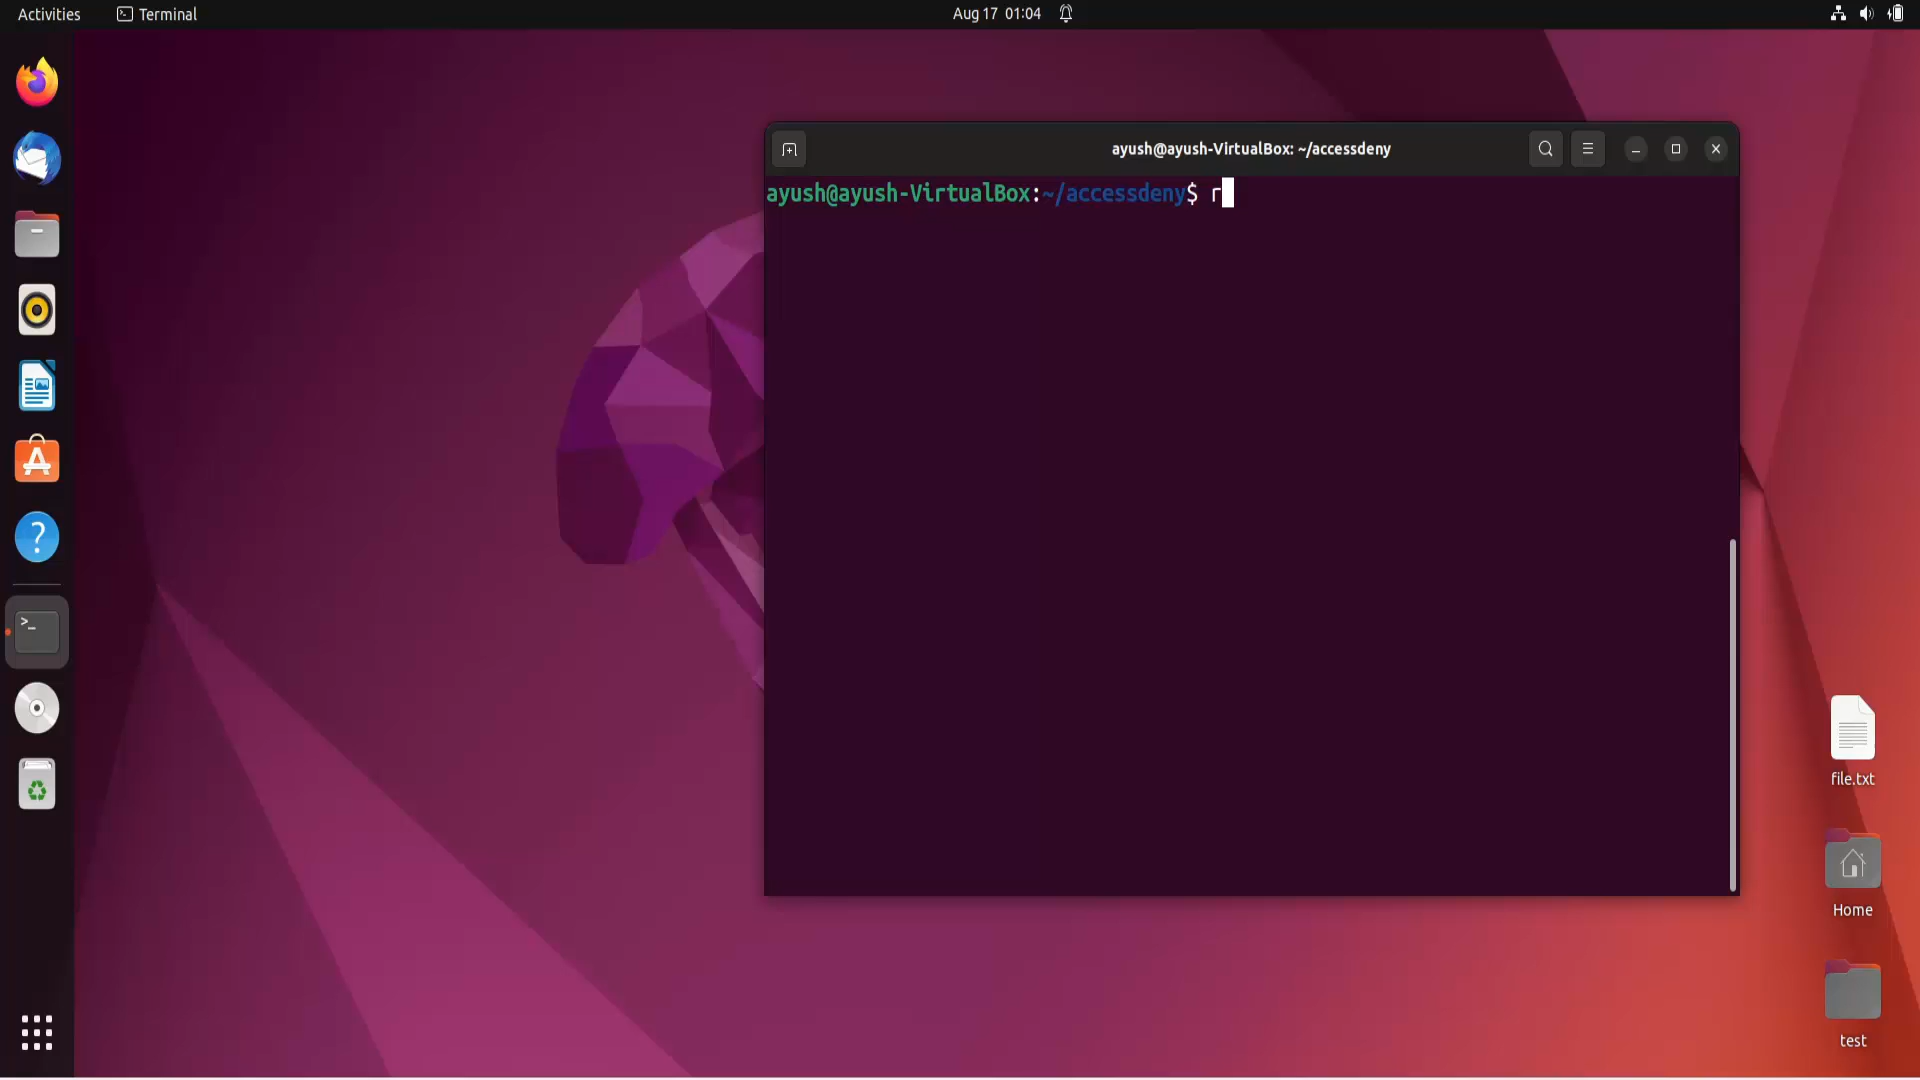 Activities Terminal Aug 17 01:04
ayush@ayush-VirtualBox: ~/accessdeny
ayush@ayush-VirtualBox:~/accessdeny$ r
file.txt
Home
test